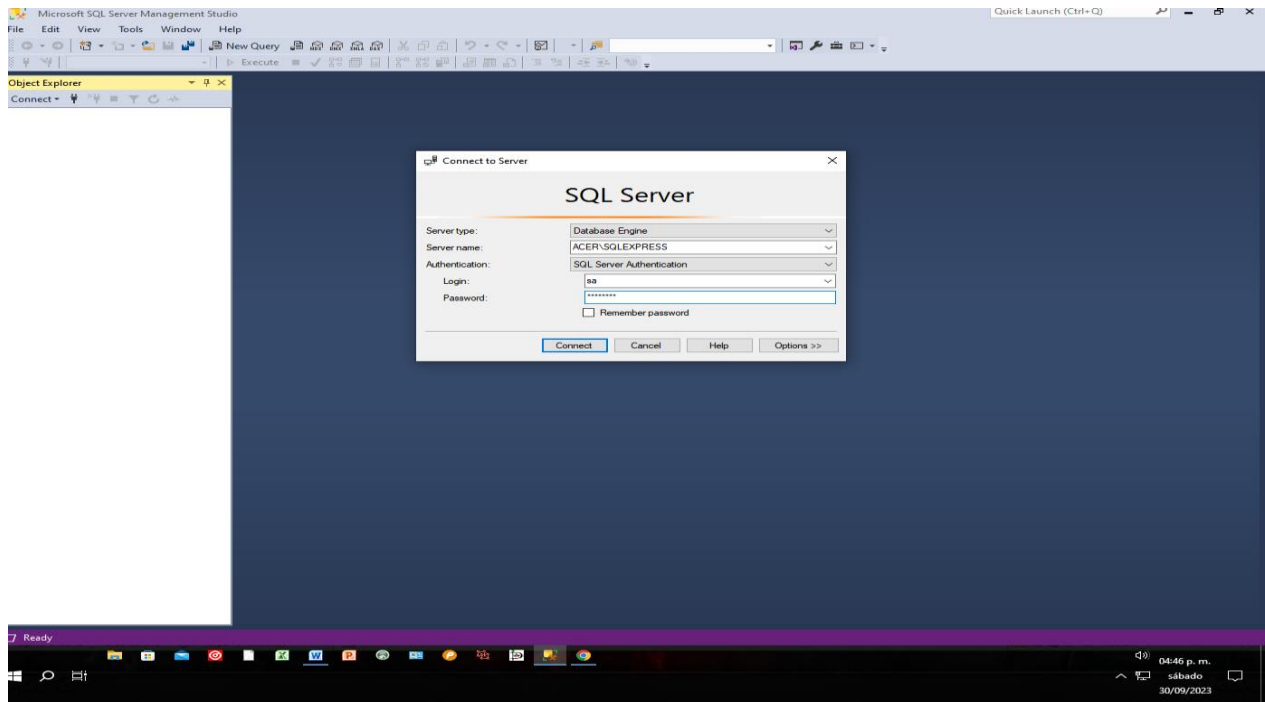 Microsoft SQL Server Management Studio
Quick Launch (Ctrl+Q)
File Edit View Tools Window Help
New Query
Execute
Object Explorer
Connect
Connect to Server
SQL Server
Server type: Database Engine
Server name: ACER\SQLEXPRESS
Authentication: SQL Server Authentication
Login: sa
Password: ********
Remember password
Connect Cancel Help Options >>
Ready
04:46 p. m.
sábado
30/09/2023